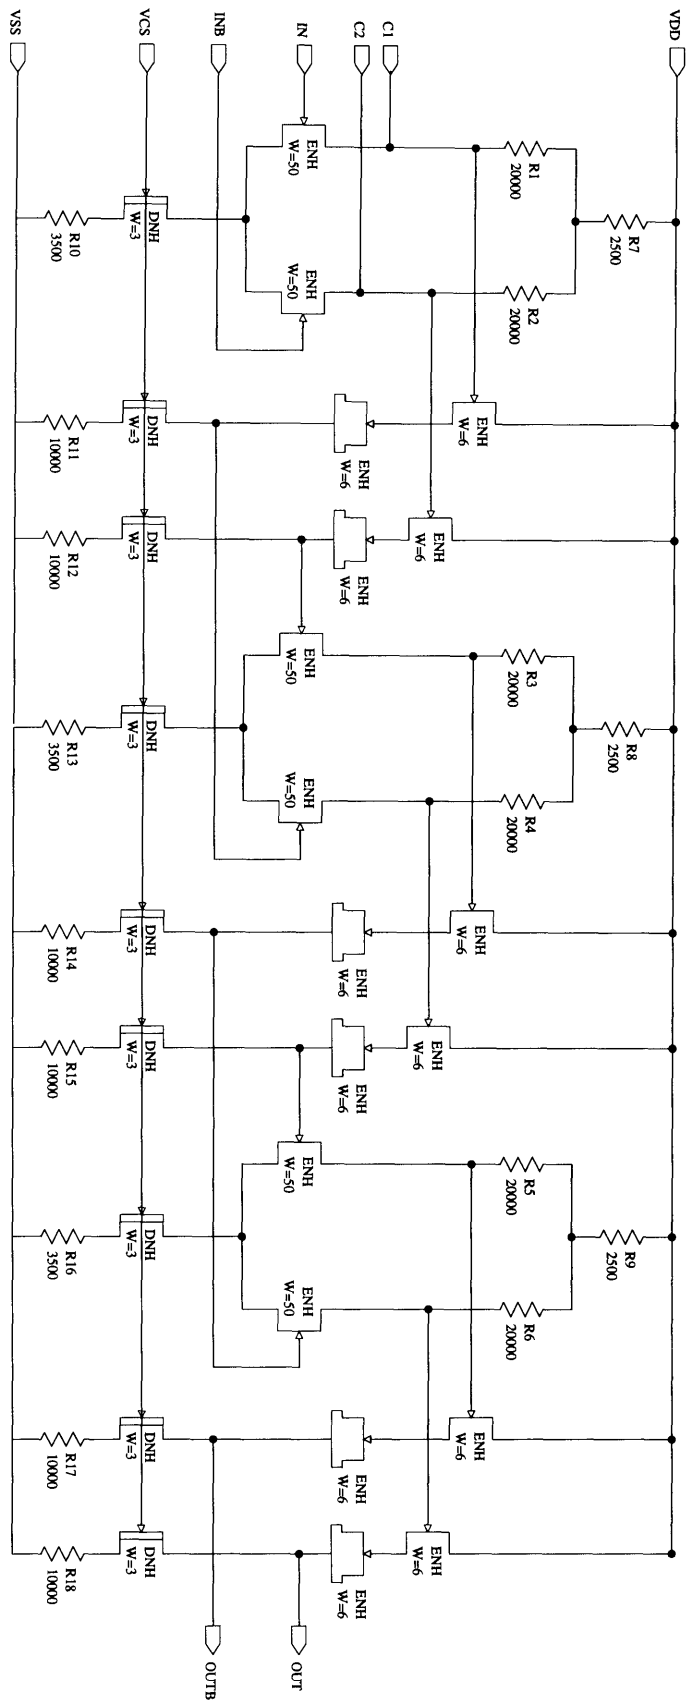 VSS
VCS
INB
IN
C2
C1
VDD
ENH
W=50
R1
20000
R7
2500
DNH
W=3
R10
3500
ENH
W=50
R2
20000
DNH
W=3
R11
10000
ENH
W=6
ENH
W=6
DNH
W=3
R12
10000
ENH
W=6
ENH
W=6
ENH
W=50
R3
20000
R8
2500
DNH
W=3
R13
3500
ENH
W=50
R4
20000
DNH
W=3
R14
10000
ENH
W=6
ENH
W=6
DNH
W=3
R15
10000
ENH
W=6
ENH
W=6
ENH
W=50
R5
20000
R9
2500
DNH
W=3
R16
3500
ENH
W=50
R6
20000
DNH
W=3
R17
10000
ENH
W=6
ENH
W=6
DNH
W=3
R18
10000
ENH
W=6
ENH
W=6
OUTB
OUT